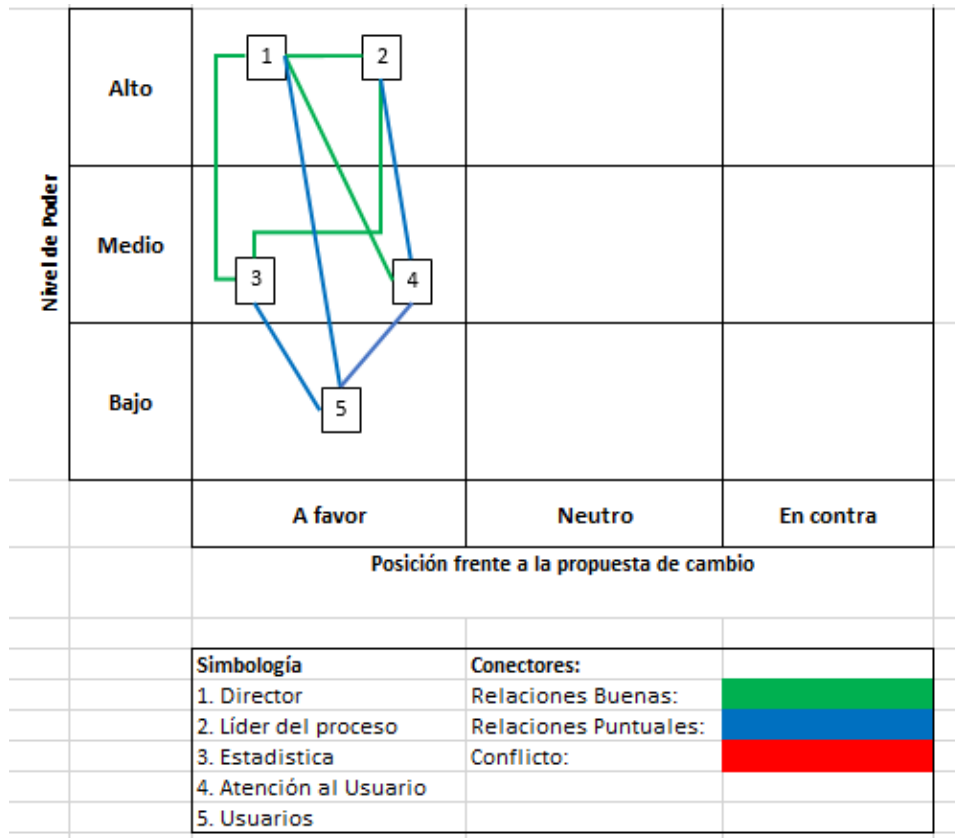 1
2
Alto
Nivel de Poder
Medio
3
4
Bajo
5
A favor
Neutro
En contra
Posición frente a la propuesta de cambio
Simbología
Conectores:
1. Director
Relaciones Buenas:
2. Líder del proceso
Relaciones Puntuales:
3. Estadistica
Conflicto:
4. Atención al Usuario
5. Usuarios